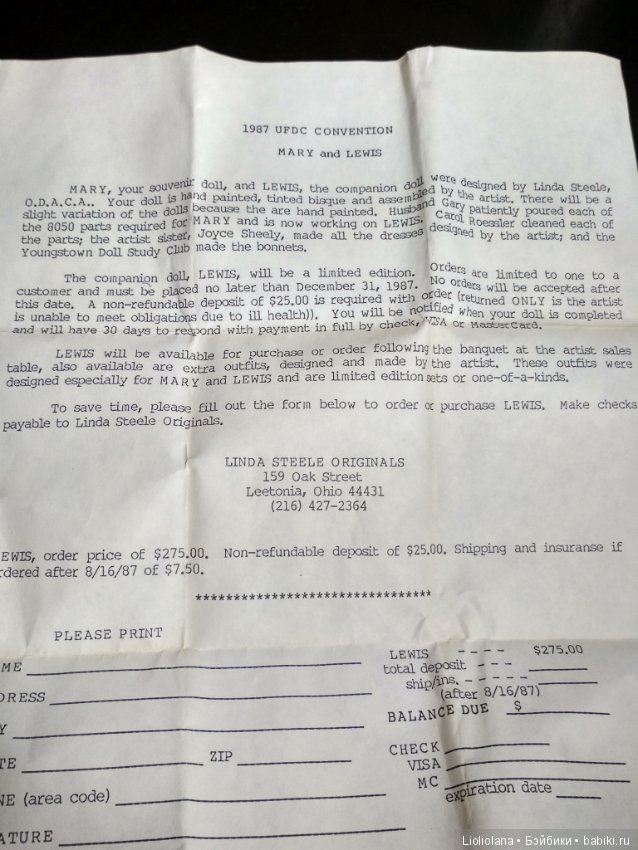 1987 UFDC CONVENTION
MARY and LEWIS
MARY, your souvenir doll, and LEWIS, the companion doll were designed by Linda Steele,
O.D.A.C.A.. Your doll is hand painted, tinted bisque and assembled by the artist. There will be a
slight variation of the dolls because the are hand painted. Husband Gary patiently poured each of
the 8050 parts required for MARY and is now working on LEWIS. Carol Roessler cleaned each of
the parts; the artist sister, Joyce Sheely, made all the dresses designed by the artist; and the
Youngstown Doll Study Club made the bonnets.
The companion doll, LEWIS, will be a limited edition. Orders are limited to one to a
customer and must be placed no later than December 31, 1987. No orders will be accepted after
this date. A non-refundable deposit of $25.00 is required with order (returned ONLY is the artist
is unable to meet obligations due to ill health)). You will be notified when your doll is completed
and will have 30 days to respond with payment in full by check, VISA or MasterCard.
LEWIS will be available for purchase or order following the banquet at the artist sales
table, also available are extra outfits, designed and made by the artist. These outfits were
designed especially for MARY and LEWIS and are limited edition sets or one-of-a-kinds.
To save time, please fill out the form below to order or purchase LEWIS. Make checks
payable to Linda Steele Originals.
LINDA STEELE ORIGINALS
159 Oak Street
Leetonia, Ohio 44431
(216) 427-2364
EWIS, order price of $275.00. Non-refundable deposit of $25.00. Shipping and insuranse if
rdered after 8/16/87 of $7.50.
*******************************
PLEASE PRINT
ME
DRESS
Y
TE ZIP
NE (area code)
ATURE
LEWIS - - - - $275.00
total deposit - - -
ship/ins. - - - - -
(after 8/16/87)
BALANCE DUE $
CHECK
VISA
MC
expiration date
Lioliolana • Бэйбики • babiki.ru